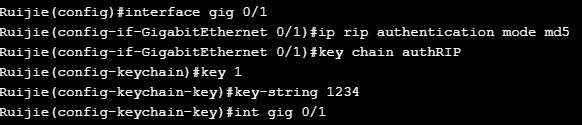 Ruijie(config)#interface gig 0/1
Ruijie(config-if-GigabitEthernet 0/1)#ip rip authentication mode md5
Ruijie(config-if-GigabitEthernet 0/1)#key chain authRIP
Ruijie(config-keychain)#key 1
Ruijie(config-keychain-key)#key-string 1234
Ruijie(config-keychain-key)#int gig 0/1